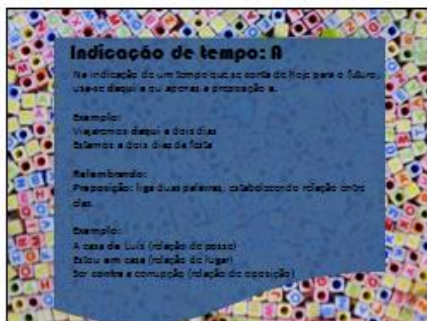 Indicação de tempo: A
Na indicação de um tempo que se conta de hoje para o futuro,
usa-se daqui a ou apenas a preposição a.
Exemplo:
Viajaremos daqui a dois dias
Estamos a dois dias da festa
Relembrando:
Preposição: liga duas palavras, estabelecendo relação entre
elas.
Exemplo:
A casa de Luís (relação de posse)
Estou em casa (relação de lugar)
Ser contra a corrupção (relação de oposição)